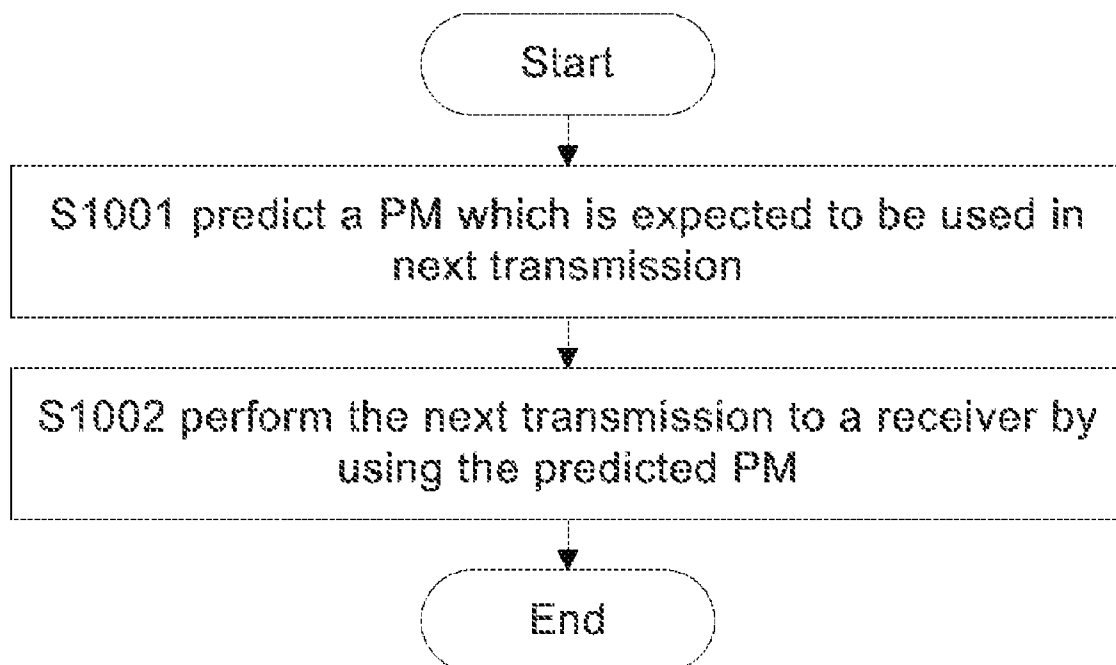 Start
S1001 predict a PM which is expected to be used in
next transmission
S1002 perform the next transmission to a receiver by
using the predicted PM
End